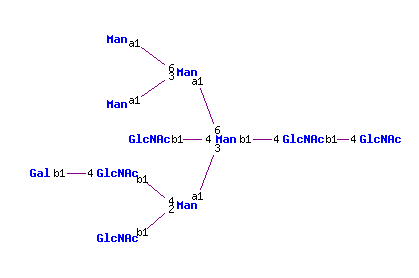 Man a1
6 Man
3 a1
Man a1
6
GlcNAc b1 4 Man b1 4 GlcNAc b1 4 GlcNAc
3
Gal b1 4 GlcNAc b1
a1
4 Man
2
GlcNAc b1